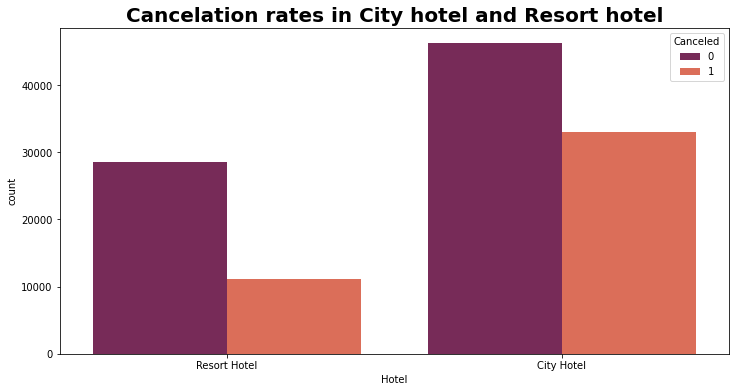 Cancelation rates in City hotel and Resort hotel
Canceled
0
1
40000
30000
20000
10000
0
count
Resort Hotel
City Hotel
Hotel